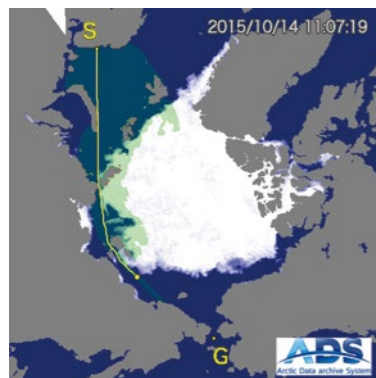 S
2015/10/14 11:07:19
G
ADS
Arctic Data archive System